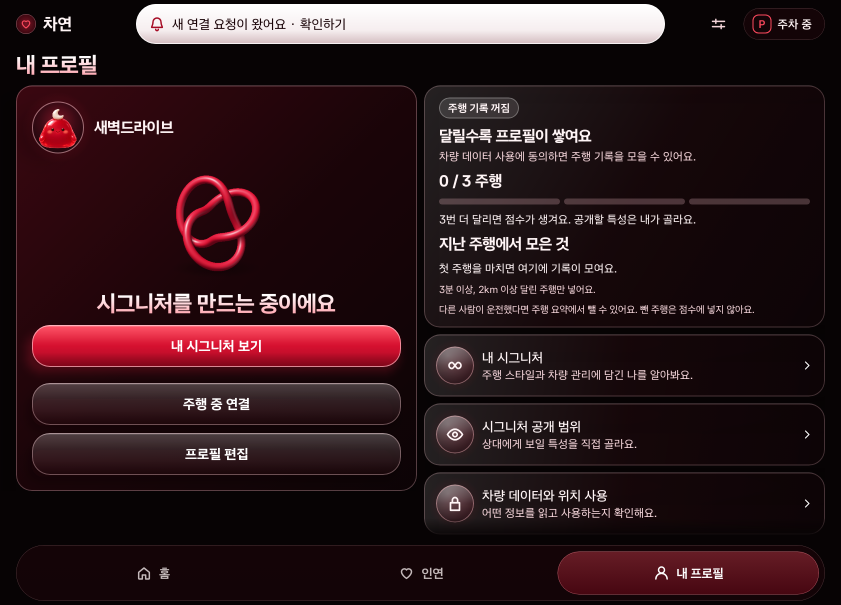 차연
새 연결 요청이 왔어요 · 확인하기
P 주차 중
내 프로필
새벽드라이브
시그니처를 만드는 중이에요
내 시그니처 보기
주행 중 연결
프로필 편집
주행 기록 꺼짐
달릴수록 프로필이 쌓여요
차량 데이터 사용에 동의하면 주행 기록을 모을 수 있어요.
0 / 3 주행
3번 더 달리면 점수가 생겨요. 공개할 특성은 내가 골라요.
지난 주행에서 모은 것
첫 주행을 마치면 여기에 기록이 모여요.
3분 이상, 2km 이상 달린 주행만 넣어요.
다른 사람이 운전했다면 주행 요약에서 뺄 수 있어요. 뺀 주행은 점수에 넣지 않아요.
내 시그니처
주행 스타일과 차량 관리에 담긴 나를 알아봐요.
시그니처 공개 범위
상대에게 보일 특성을 직접 골라요.
차량 데이터와 위치 사용
어떤 정보를 읽고 사용하는지 확인해요.
홈
인연
내 프로필